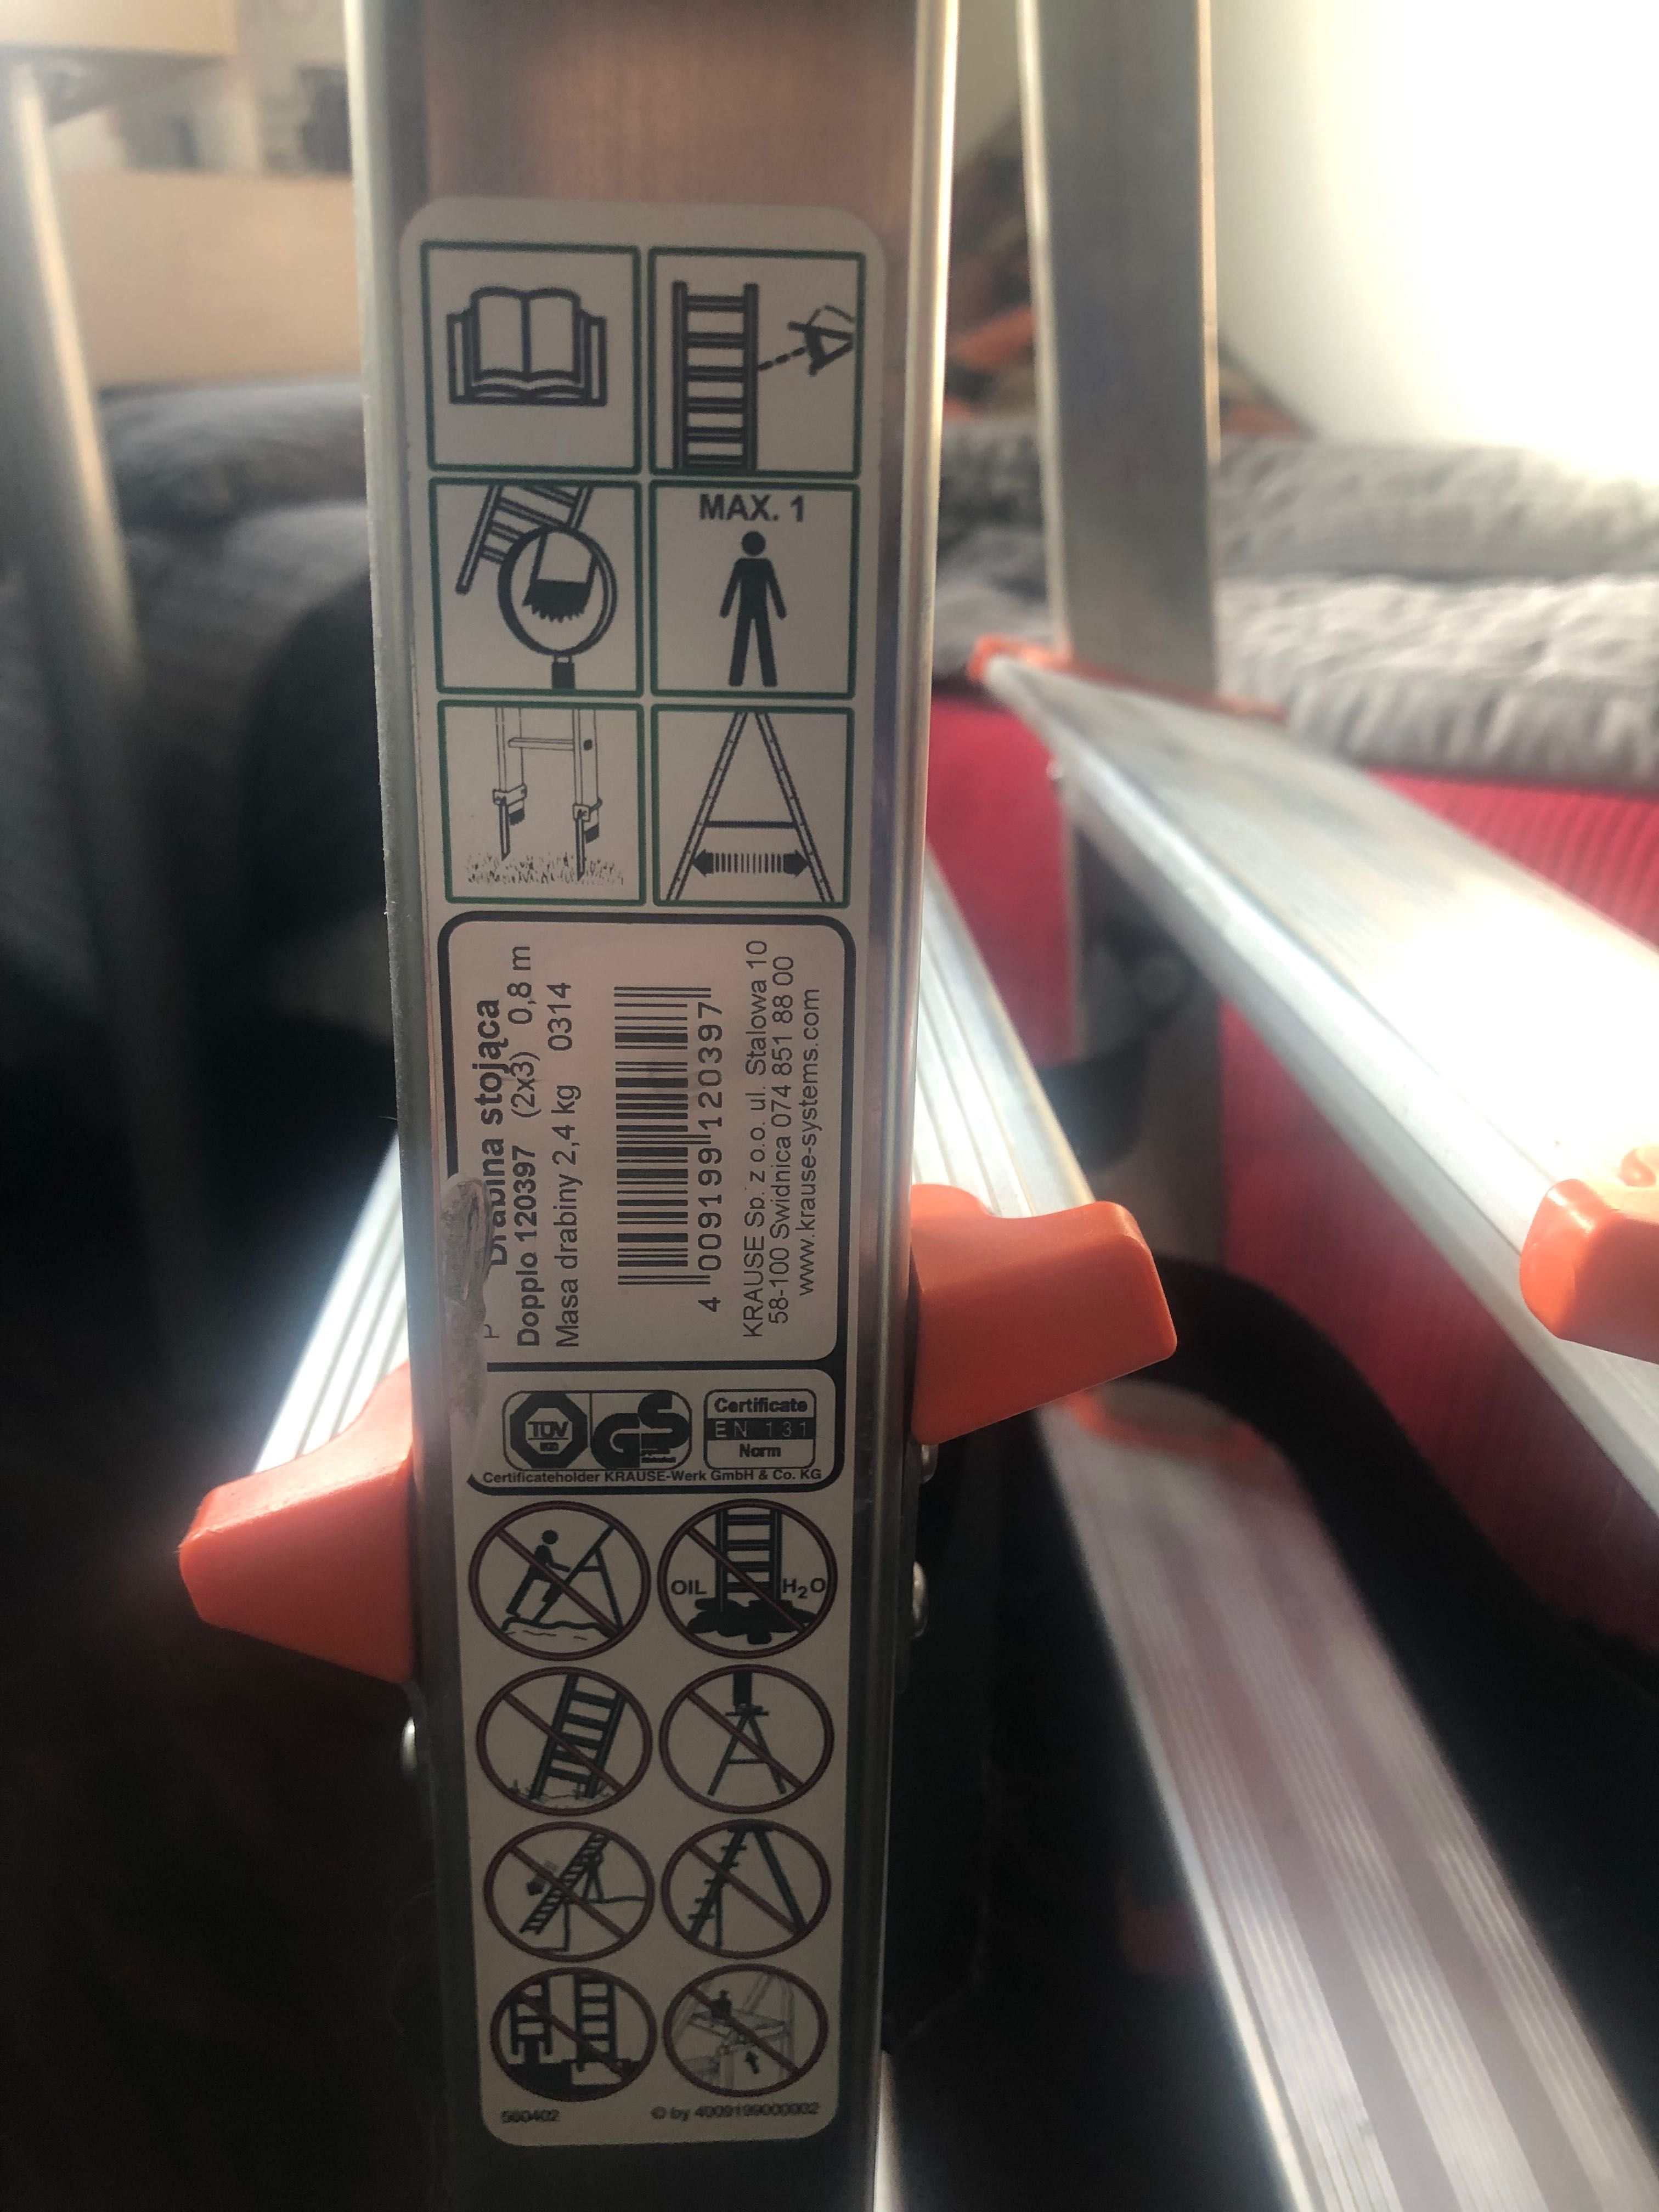 MAX. 1
P Drabina stojąca
Dopplo 120397 (2x3) 0,8 m
Masa drabiny 2,4 kg 0314
4 009199 120397
KRAUSE Sp. z o.o. ul. Stalowa 10
58-100 Swidnica 074 851 88 00
www.krause-systems.com
TÜV
GS
Certificate
EN 131
Norm
Certificateholder KRAUSE-Werk GmbH & Co. KG
OIL H₂O
560402 © by 4009199000002